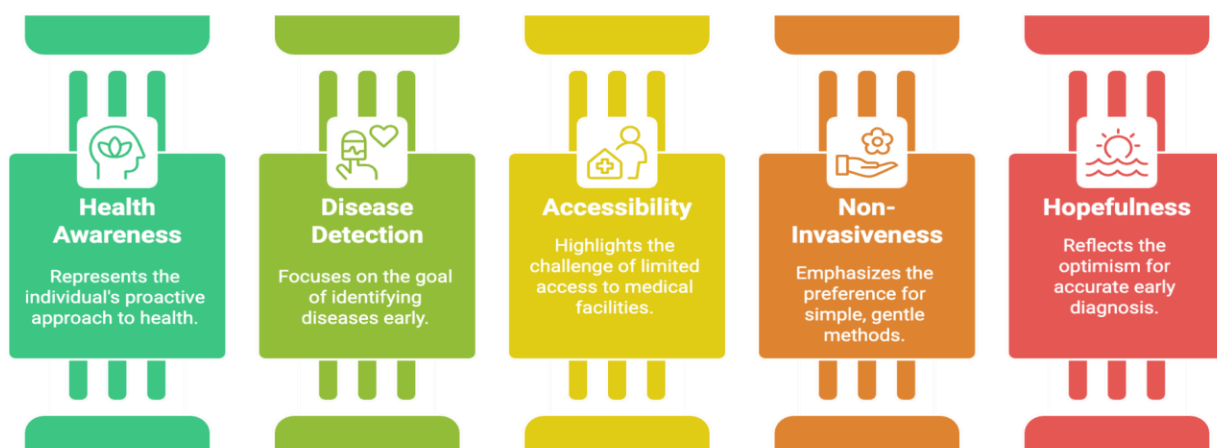 Health
Awareness
Represents the
individual's proactive
approach to health.
Disease
Detection
Focuses on the goal
of identifying
diseases early.
Accessibility
Highlights the
challenge of limited
access to medical
facilities.
Non-
Invasiveness
Emphasizes the
preference for
simple, gentle
methods.
Hopefulness
Reflects the
optimism for
accurate early
diagnosis.